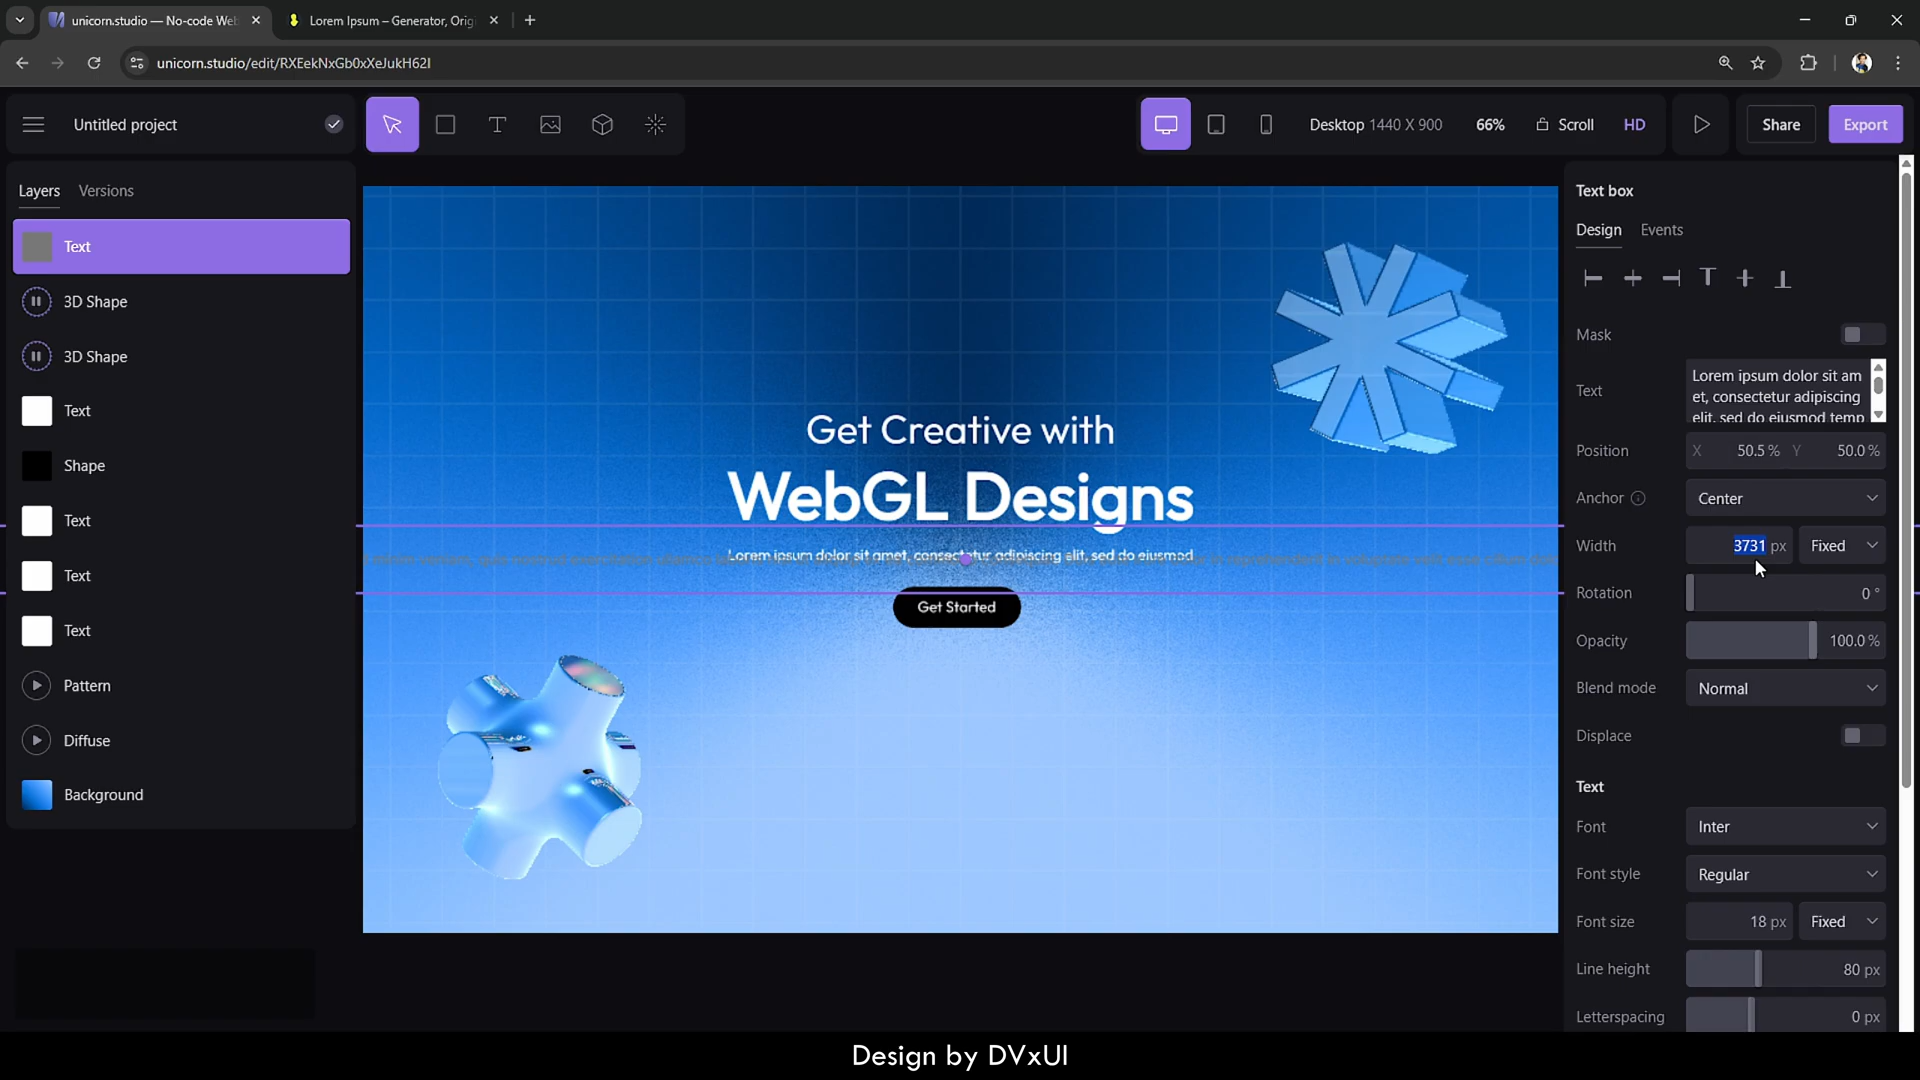 unicorn.studio — No-code Web
Lorem Ipsum – Generator, Orig
unicorn.studio/edit/RXEekNxGb0xXeJukH62I
Untitled project
Desktop 1440 X 900
66%
Scroll
HD
Share
Export
Layers
Versions
Text
3D Shape
3D Shape
Text
Shape
Text
Text
Text
Pattern
Diffuse
Background
Get Creative with
WebGL Designs
Lorem ipsum dolor sit amet, consectetur adipiscing elit, sed do eiusmod
Get Started
Text box
Design
Events
Mask
Text
Lorem ipsum dolor sit am
et, consectetur adipiscing
elit, sed do eiusmod temp
Position
X 50.5 % Y 50.0 %
Anchor
Center
Width
3731 px
Fixed
Rotation
0 °
Opacity
100.0 %
Blend mode
Normal
Displace
Text
Font
Inter
Font style
Regular
Font size
18 px
Fixed
Line height
80 px
Letterspacing
0 px
Design by DVxUI